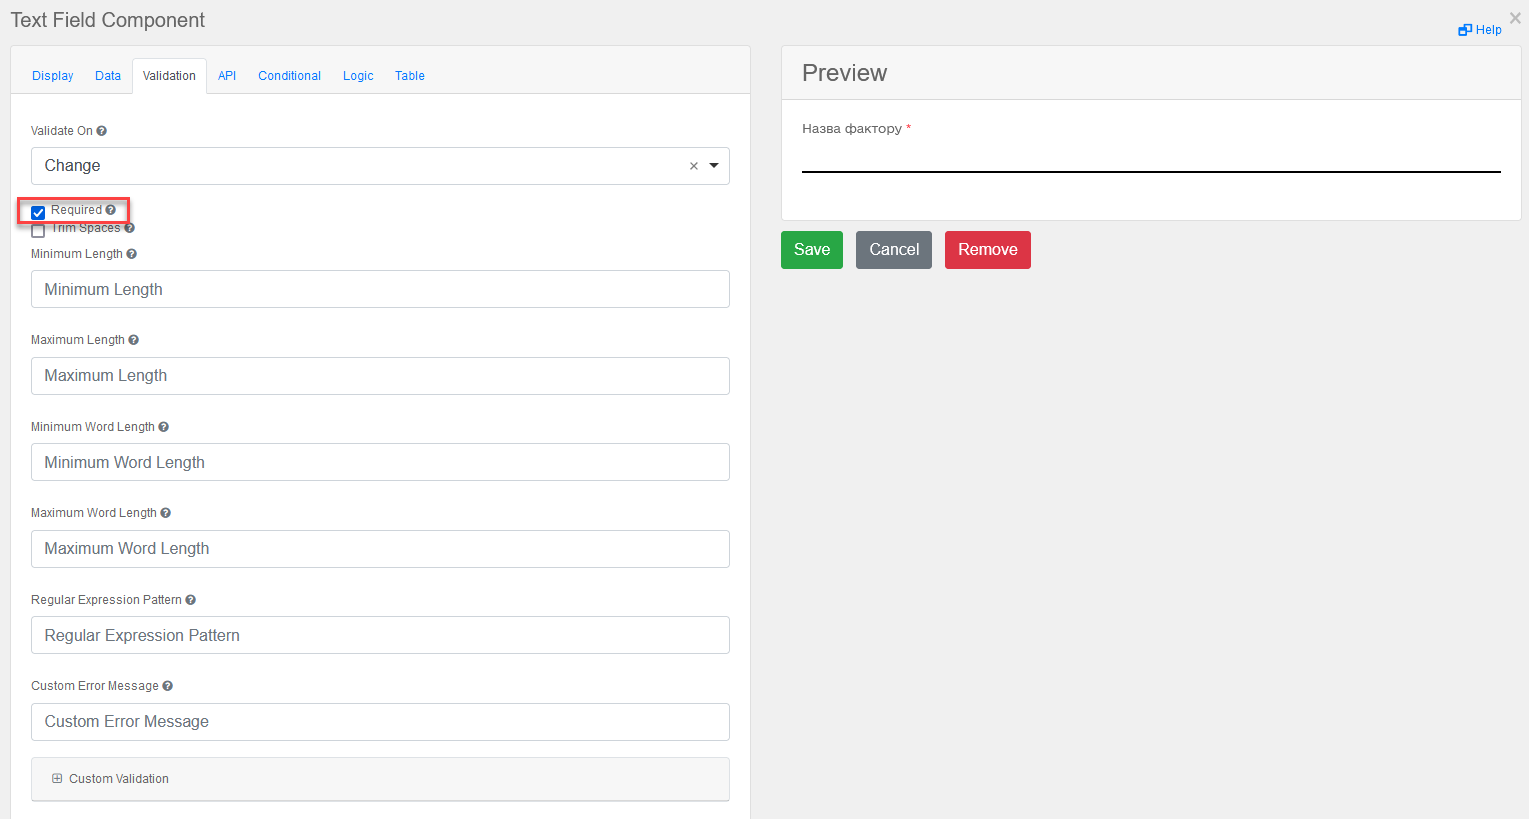 Text Field Component
×
Help
Display Data Validation API Conditional Logic Table
Validate On
Change
Required
Trim Spaces
Minimum Length
Minimum Length
Maximum Length
Maximum Length
Minimum Word Length
Minimum Word Length
Maximum Word Length
Maximum Word Length
Regular Expression Pattern
Regular Expression Pattern
Custom Error Message
Custom Error Message
Custom Validation
Preview
Назва фактору *
Save Cancel Remove